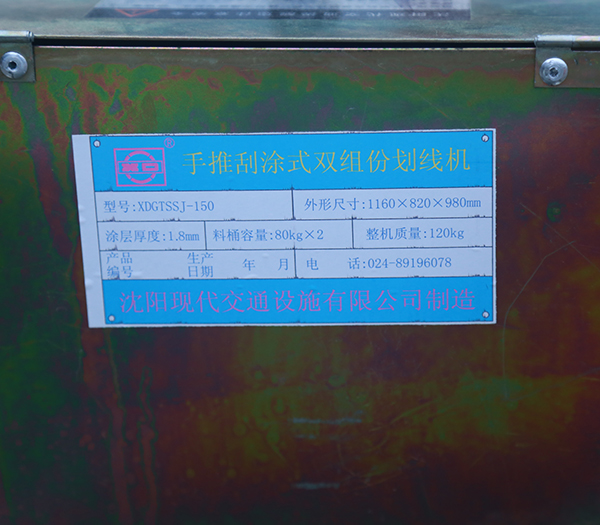 ® 手推刮涂式双组份划线机
型号:XDGTSSJ-150 外形尺寸:1160×820×980mm
涂层厚度:1.8mm 料桶容量:80kg×2 整机质量:120kg
产品编号 生产日期 年 月 电 话:024-89196078
沈阳现代交通设施有限公司制造